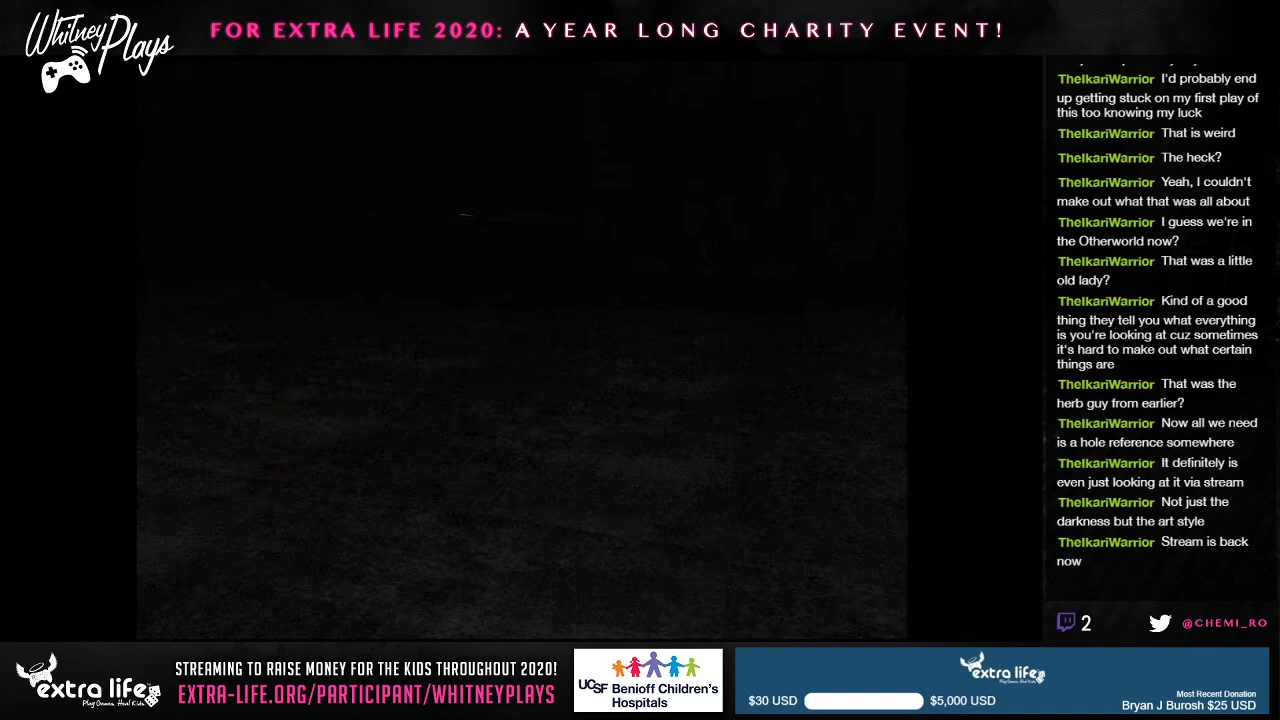 Whitney Plays
FOR EXTRA LIFE 2020: A YEAR LONG CHARITY EVENT!
TheIkariWarrior I'd probably end
up getting stuck on my first play of
this too knowing my luck
TheIkariWarrior That is weird
TheIkariWarrior The heck?
TheIkariWarrior Yeah, I couldn't
make out what that was all about
TheIkariWarrior I guess we're in
the Otherworld now?
TheIkariWarrior That was a little
old lady?
TheIkariWarrior Kind of a good
thing they tell you what everything
is you're looking at cuz sometimes
it's hard to make out what certain
things are
TheIkariWarrior That was the
herb guy from earlier?
TheIkariWarrior Now all we need
is a hole reference somewhere
TheIkariWarrior It definitely is
even just looking at it via stream
TheIkariWarrior Not just the
darkness but the art style
TheIkariWarrior Stream is back
now
2
@CHEMI_RO
extra life
Play Games. Heal Kids.
STREAMING TO RAISE MONEY FOR THE KIDS THROUGHOUT 2020!
EXTRA-LIFE.ORG/PARTICIPANT/WHITNEYPLAYS
UCSF Benioff Children's
Hospitals
extra life
$30 USD
$5,000 USD
Most Recent Donation
Bryan J Burosh $25 USD